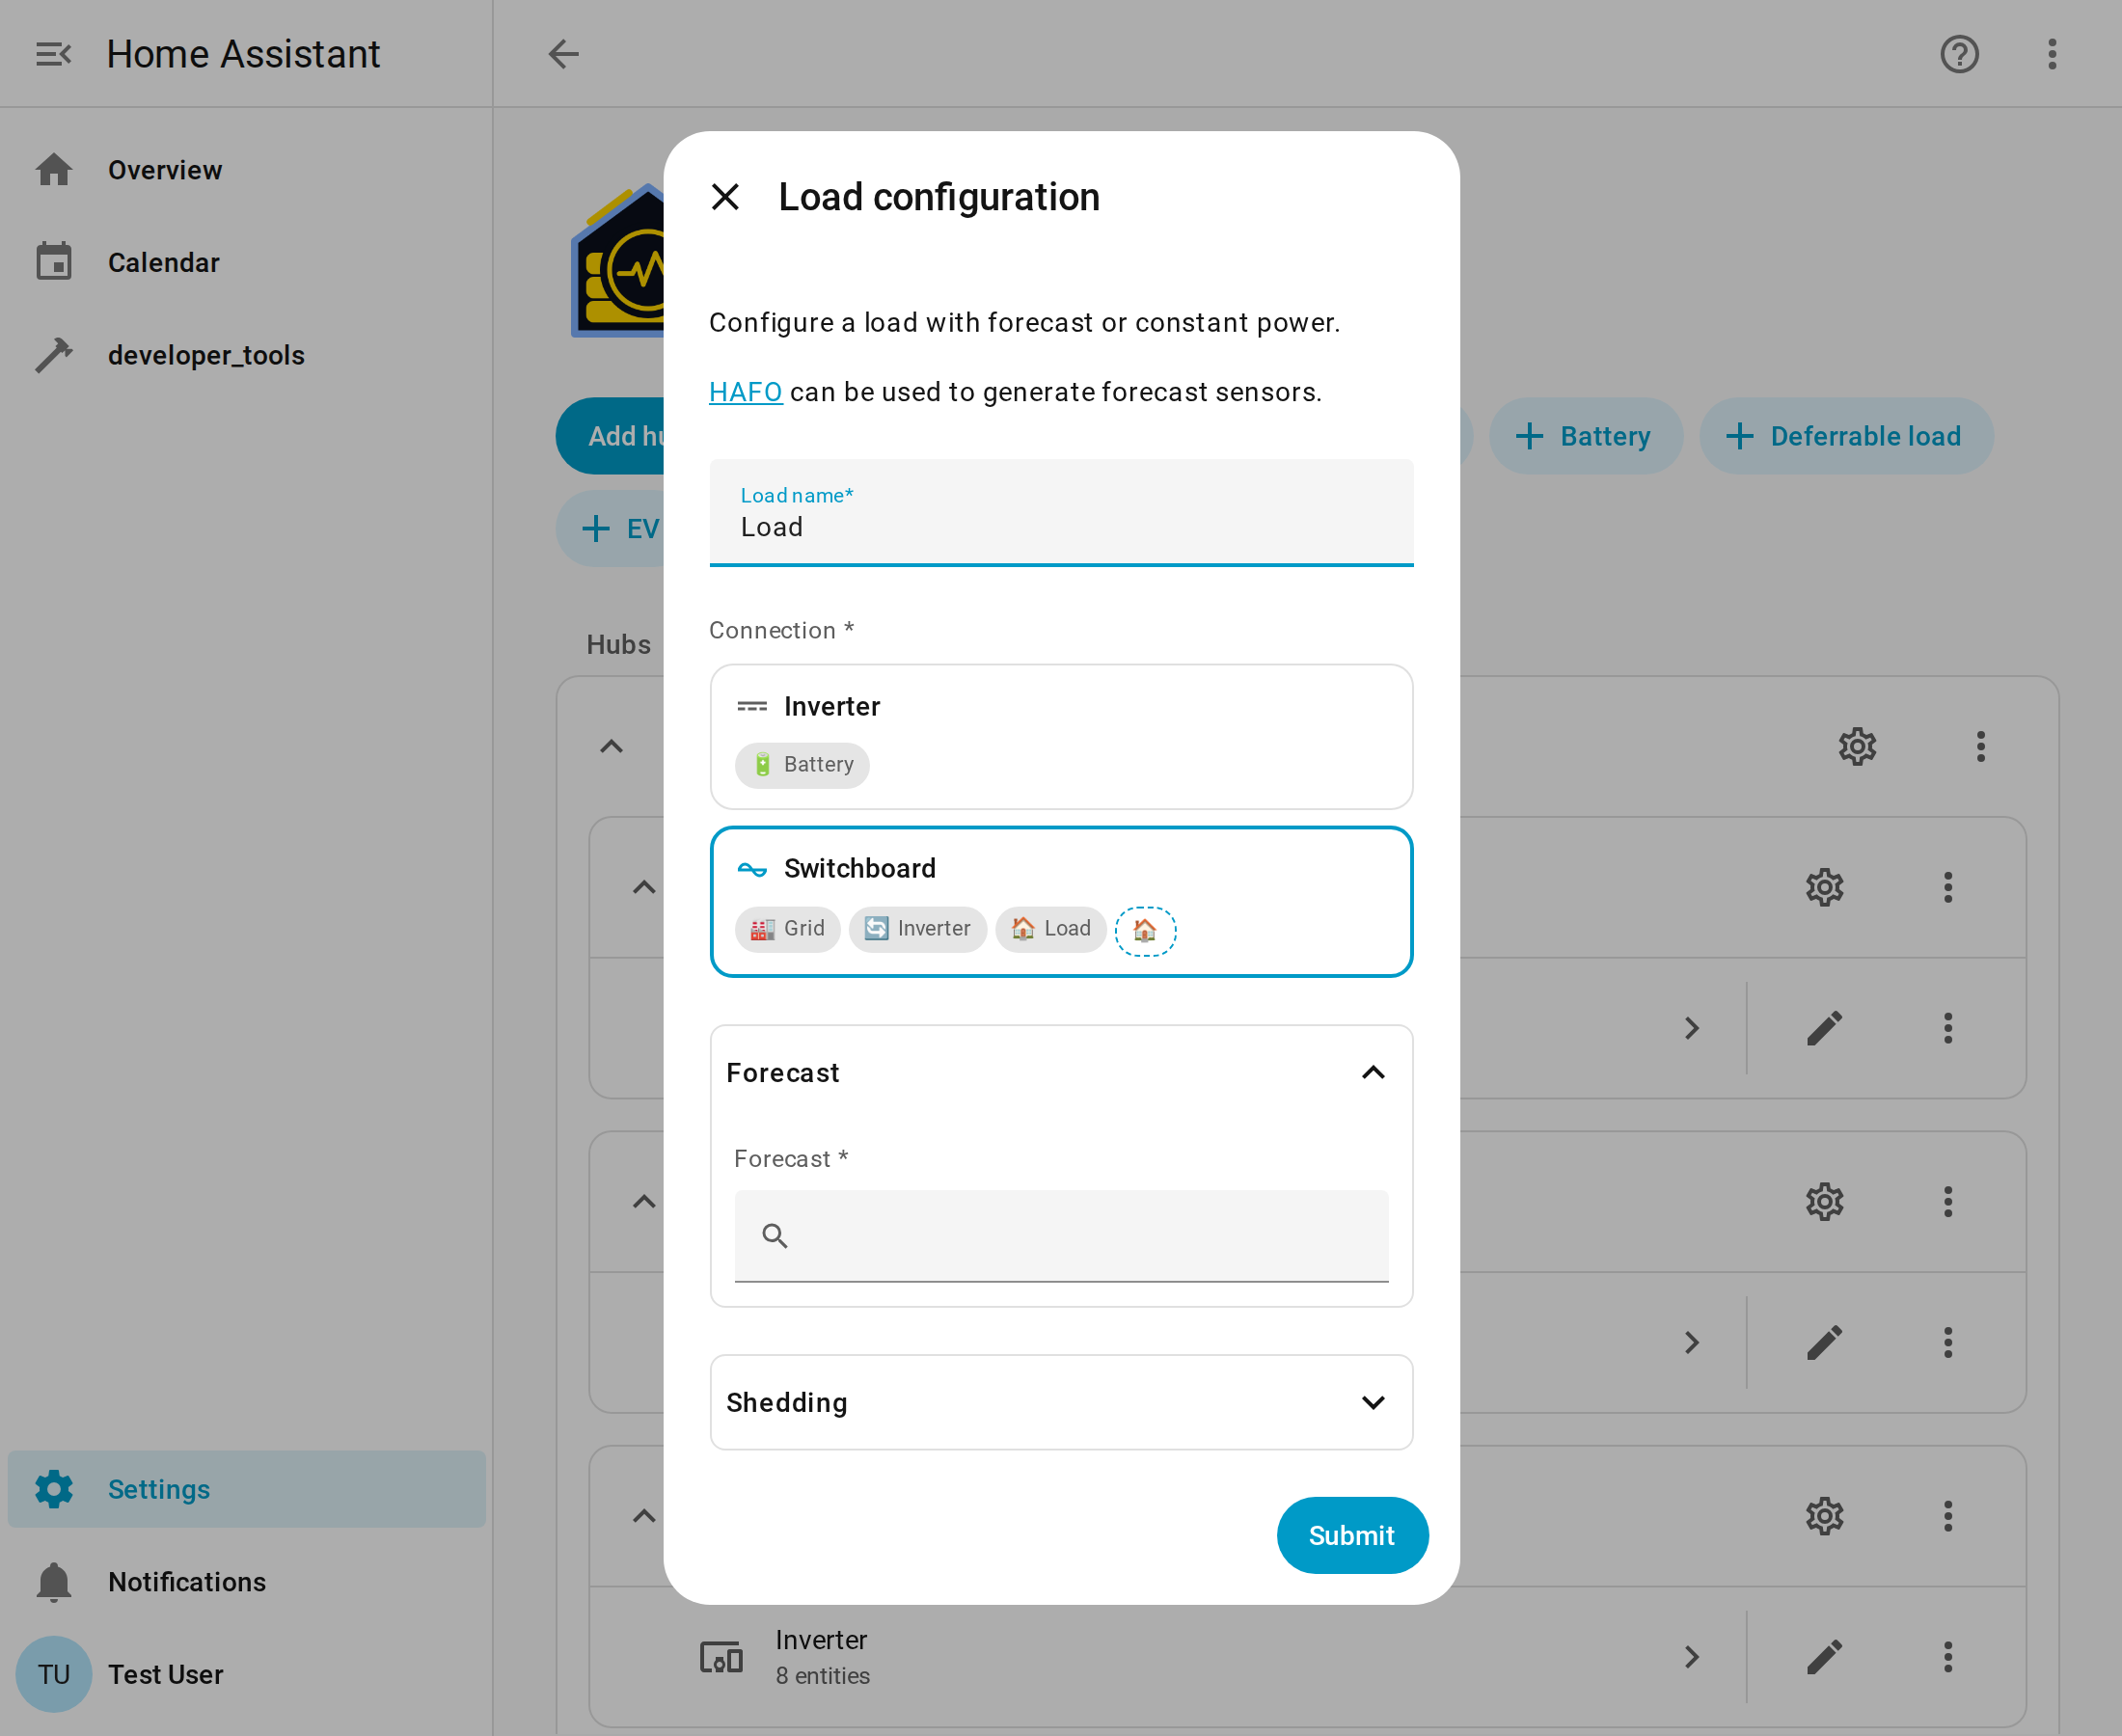 Home Assistant
Overview
Calendar
developer_tools
Settings
Notifications
TU
Test User
Load configuration
Configure a load with forecast or constant power.
HAFO can be used to generate forecast sensors.
Add
Battery
Deferrable load
EV
Hubs
Load name*
Load
Connection *
Inverter
Battery
Switchboard
Grid
Inverter
Load
Forecast
Forecast *
Shedding
Submit
Inverter
8 entities